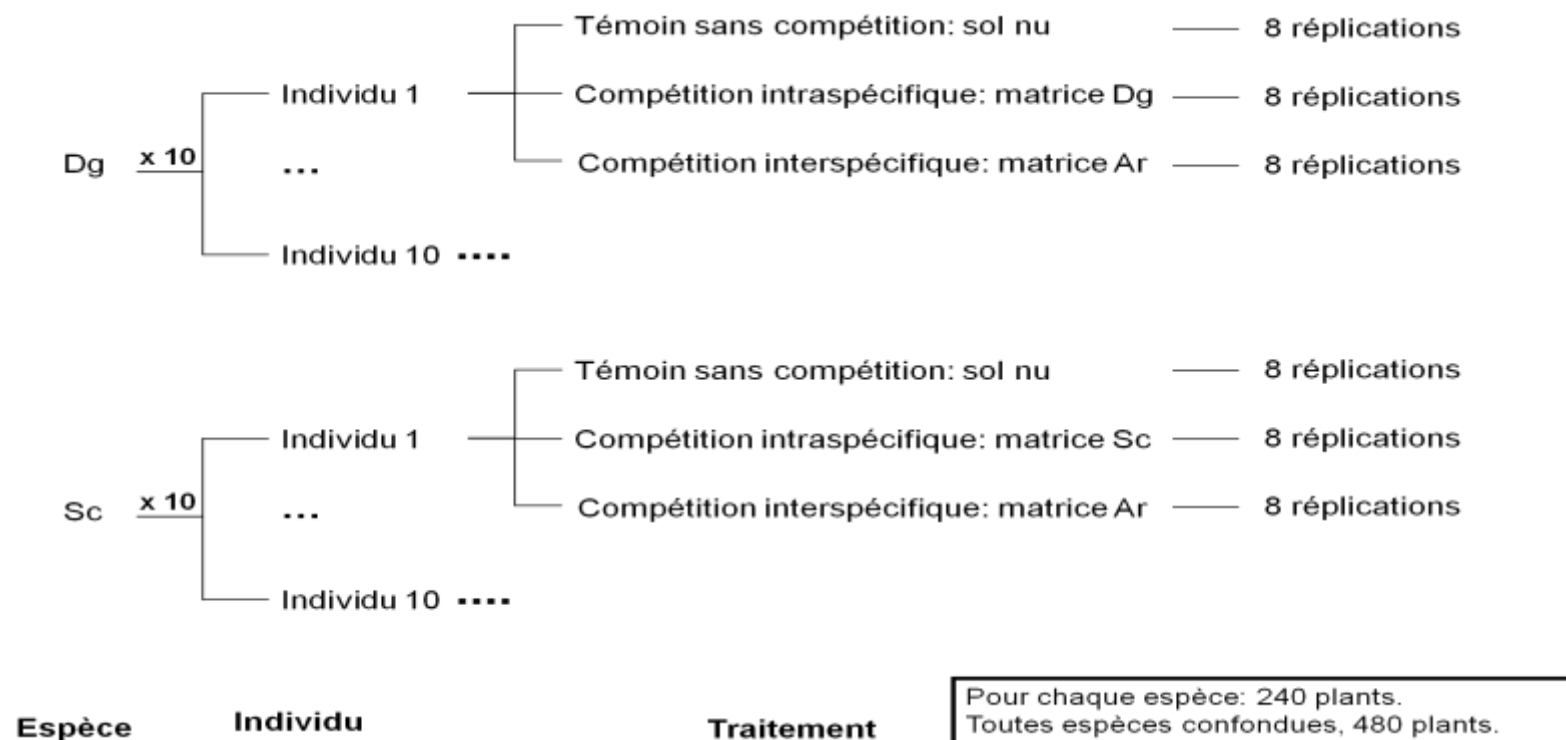 Témoin sans compétition: sol nu 8 réplications
Individu 1 Compétition intraspécifique: matrice Dg 8 réplications
Dg x 10 ... Compétition interspécifique: matrice Ar 8 réplications
Individu 10 ....
Témoin sans compétition: sol nu 8 réplications
Individu 1 Compétition intraspécifique: matrice Sc 8 réplications
Sc x 10 ... Compétition interspécifique: matrice Ar 8 réplications
Individu 10 ....
Espèce Individu Traitement
Pour chaque espèce: 240 plants.
Toutes espèces confondues, 480 plants.